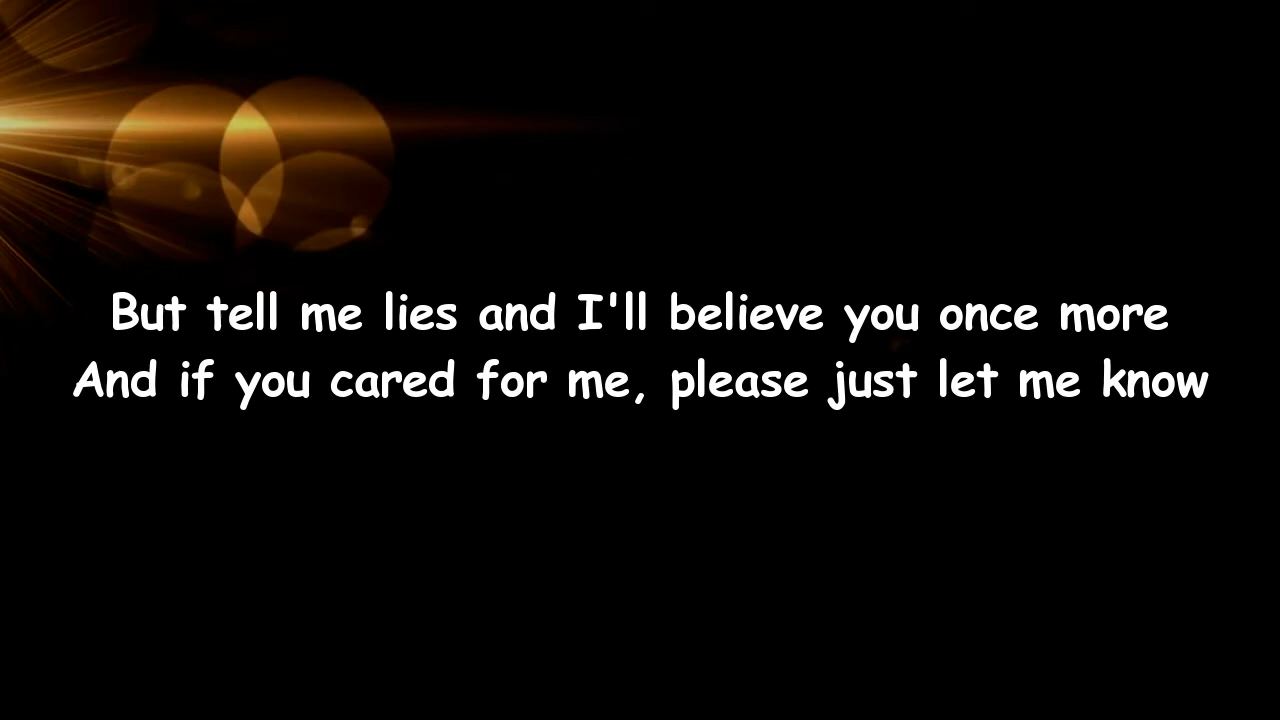 But tell me lies and I'll believe you once more
And if you cared for me, please just let me know